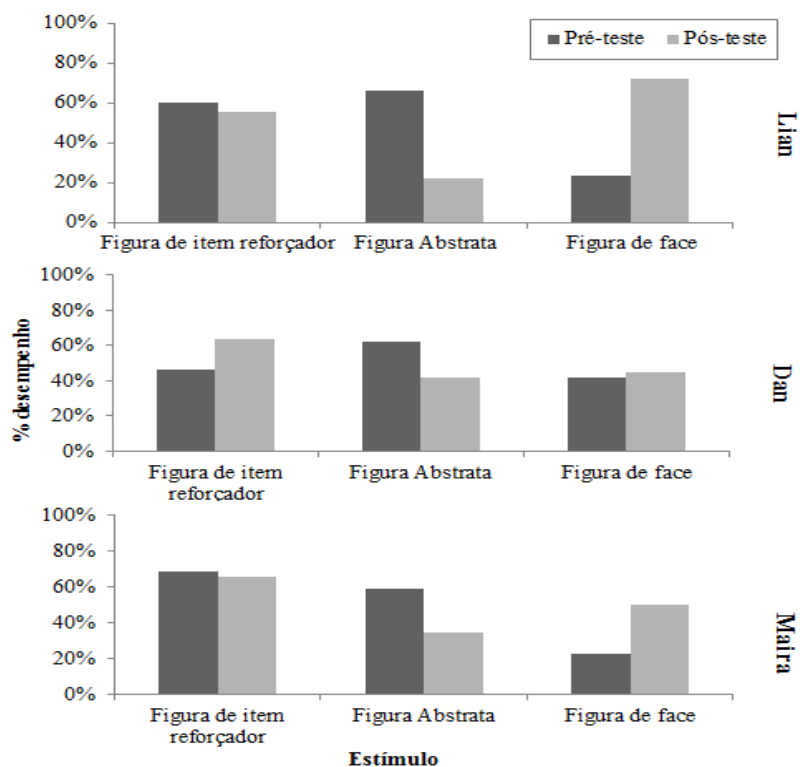 Pré-teste Pós-teste
100%
80%
60%
40%
20%
0%
Figura de item reforçador Figura Abstrata Figura de face
Lian
% desempenho
100%
80%
60%
40%
20%
0%
Figura de item
reforçador
Figura Abstrata
Figura de face
Dan
100%
80%
60%
40%
20%
0%
Figura de item
reforçador
Figura Abstrata
Figura de face
Maira
Estímulo